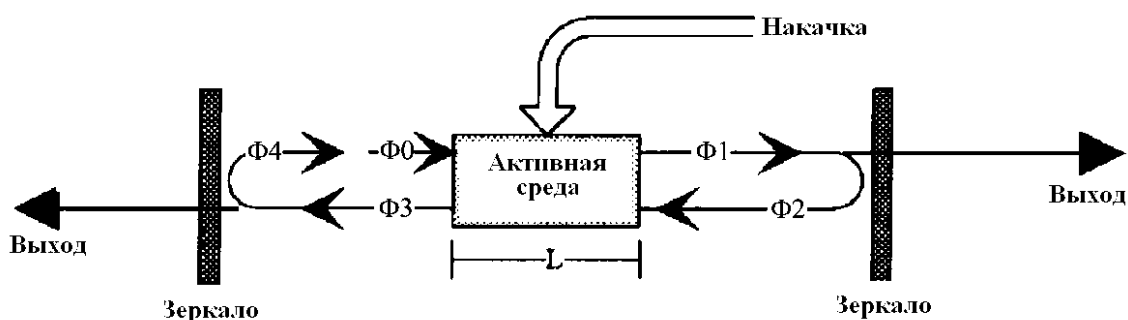 Накачка
Ф4
Ф0
Ф1
Активная
среда
Ф3
Ф2
Выход
Выход
L
Зеркало
Зеркало